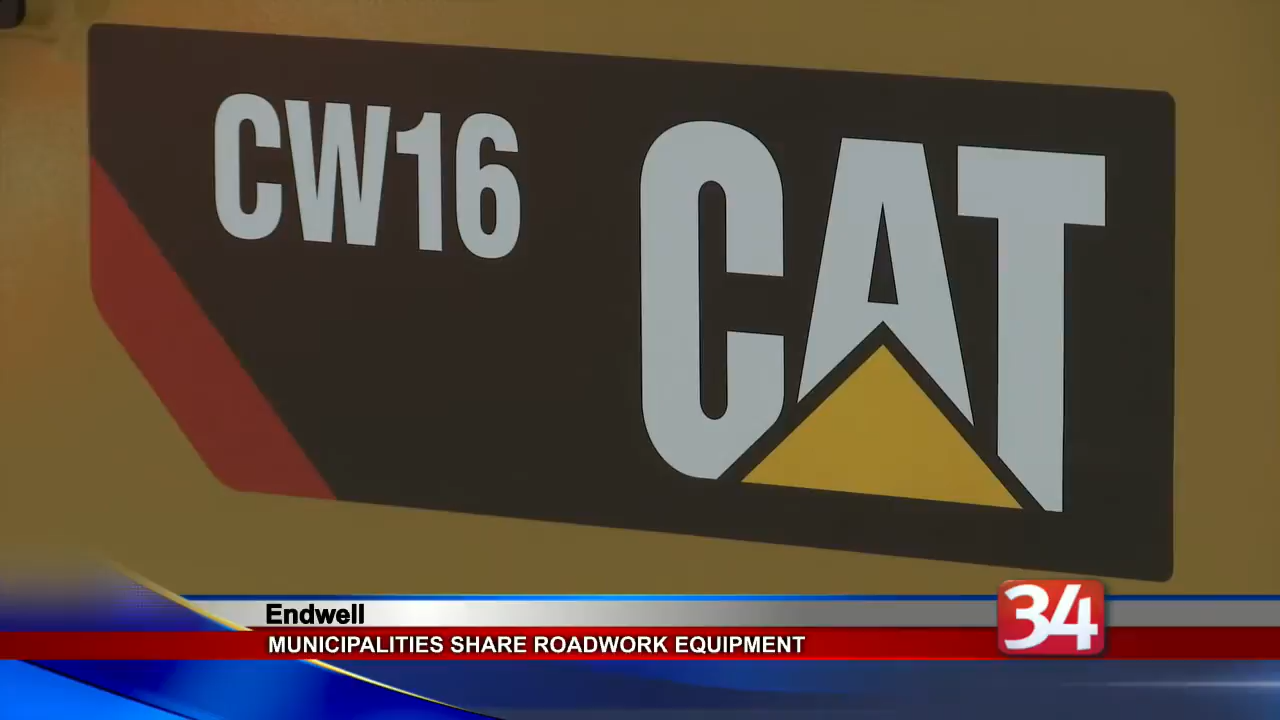 CW16
CAT
Endwell
MUNICIPALITIES SHARE ROADWORK EQUIPMENT
34